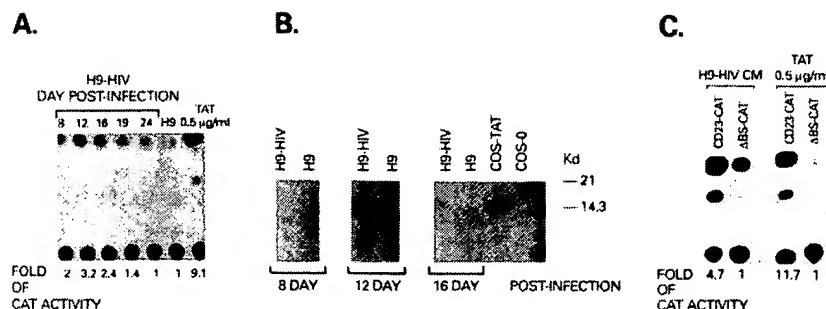 A.
H9-HIV
DAY POST-INFECTION
TAT
8 12 16 19 24 H9 0.5 µg/ml
FOLD 2 3.2 2.4 1.4 1 1 9.1
OF
CAT ACTIVITY
B.
H9-HIV H9
H9-HIV H9
H9-HIV H9 COS-TAT COS-0
Kd
21
14.3
8 DAY 12 DAY 16 DAY POST-INFECTION
C.
TAT
H9-HIV CM 0.5 µg/ml
CD23-CAT ΔBS-CAT CD23-CAT ΔBS-CAT
FOLD 4.7 1 11.7 1
OF
CAT ACTIVITY